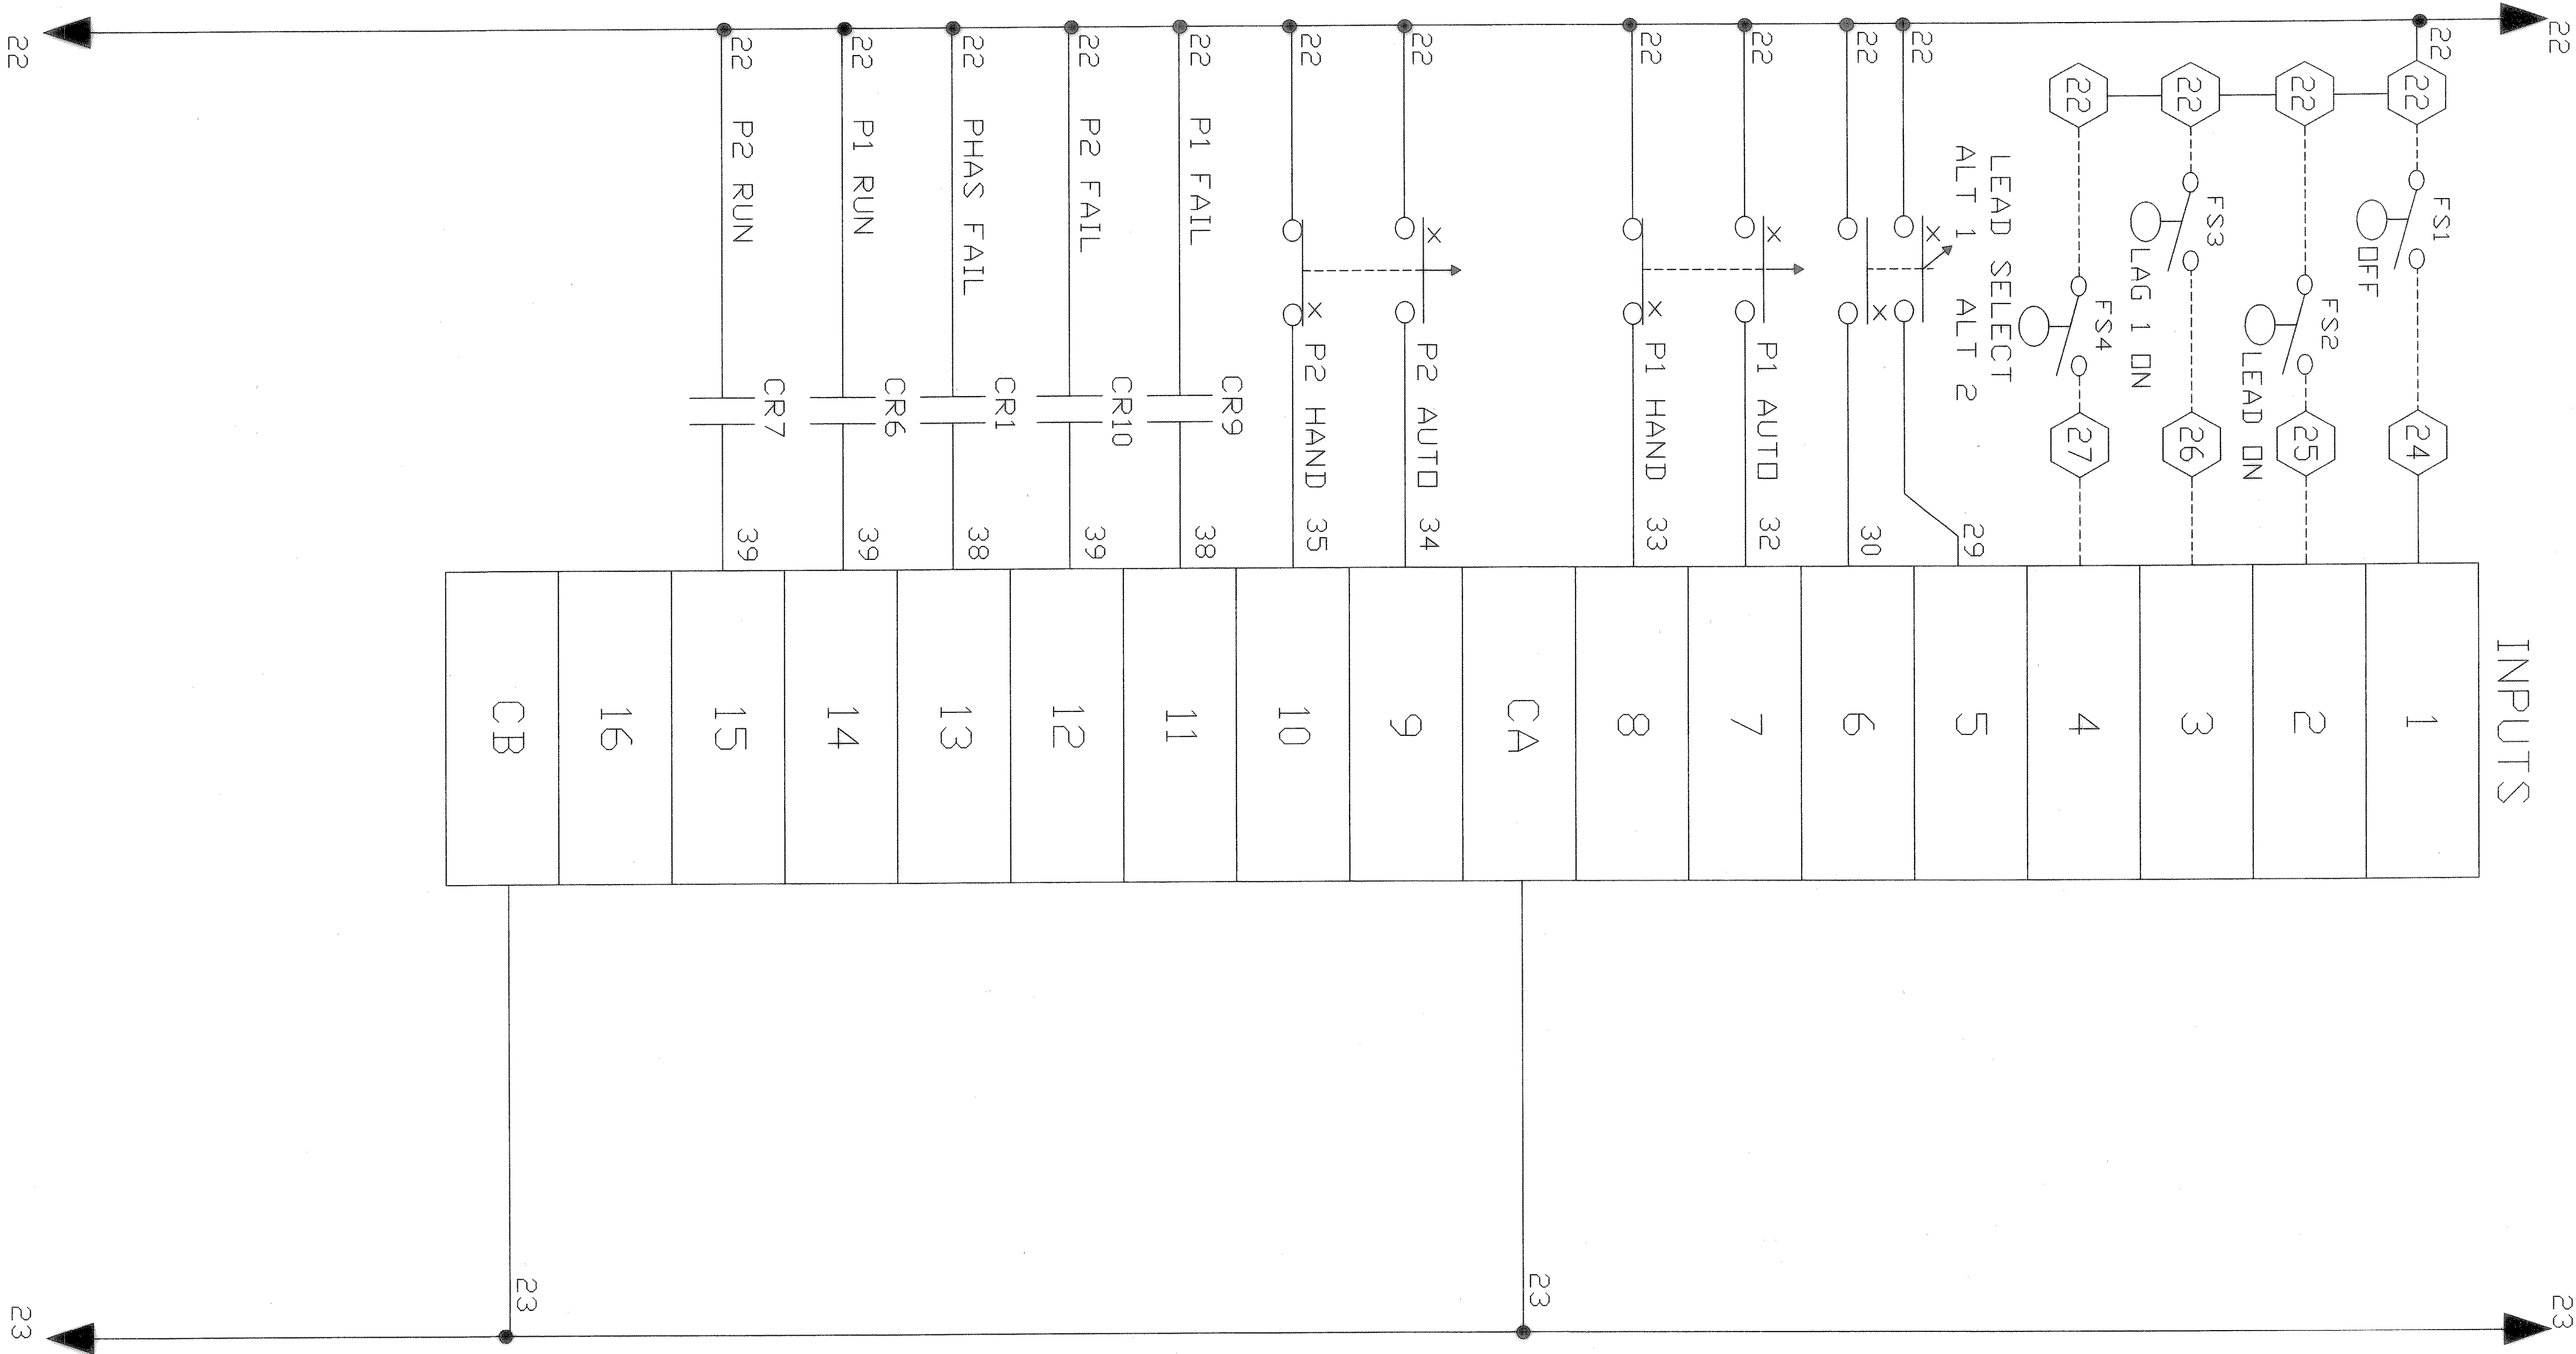 INPUTS
22
23
22 22 FS1 24 1
OFF
22 FS2 25 2
LEAD ON
22 FS3 26 3
LAG 1 ON
22 FS4 27 4
LEAD SELECT
ALT 1 ALT 2
22 X 29 5
22 X 30 6
22 X P1 AUTO 32 7
22 X P1 HAND 33 8
CA 23
22 X P2 AUTO 34 9
22 X P2 HAND 35 10
CR9
22 P1 FAIL 38 11
CR10
22 P2 FAIL 39 12
CR1
22 PHAS FAIL 38 13
CR6
22 P1 RUN 39 14
CR7
22 P2 RUN 39 15
16
CB 23
22
23